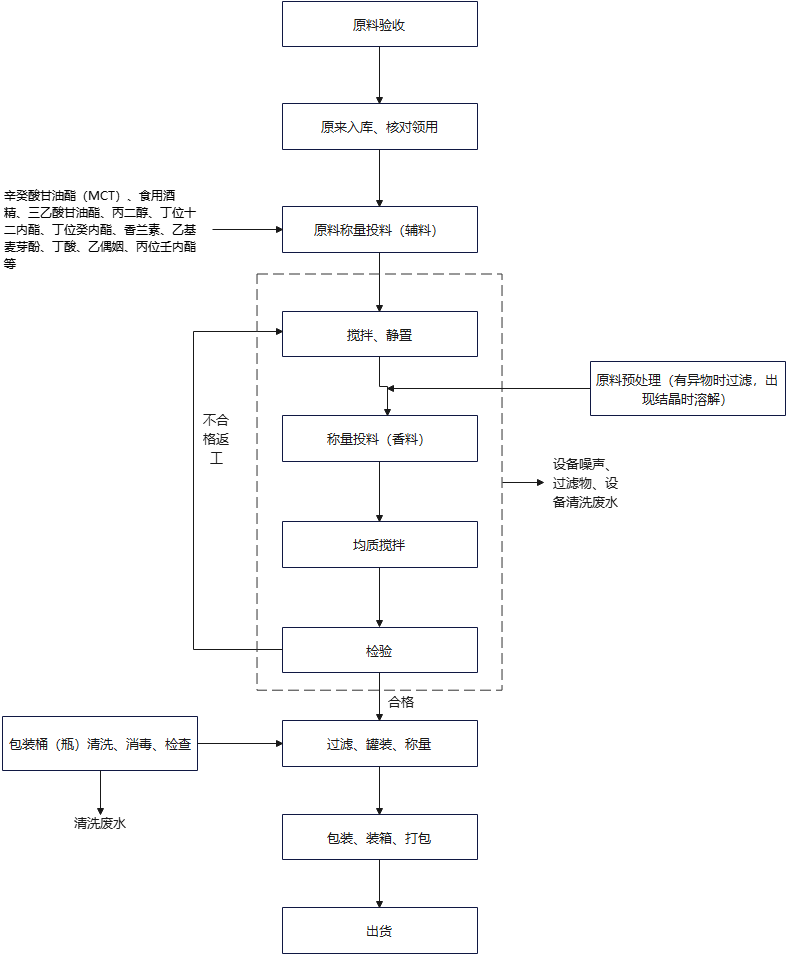 原料验收
原来入库、核对领用
辛癸酸甘油酯（MCT）、食用酒
精、三乙酸甘油酯、丙二醇、丁位十
二内酯、丁位癸内酯、香兰素、乙基
麦芽酚、丁酸、乙偶姻、丙位壬内酯
等
原料称量投料（辅料）
搅拌、静置
原料预处理（有异物时过滤，出
现结晶时溶解）
不合
格返
工
称量投料（香料）
设备噪声、
过滤物、设
备清洗废水
均质搅拌
检验
合格
包装桶（瓶）清洗、消毒、检查
过滤、罐装、称量
清洗废水
包装、装箱、打包
出货